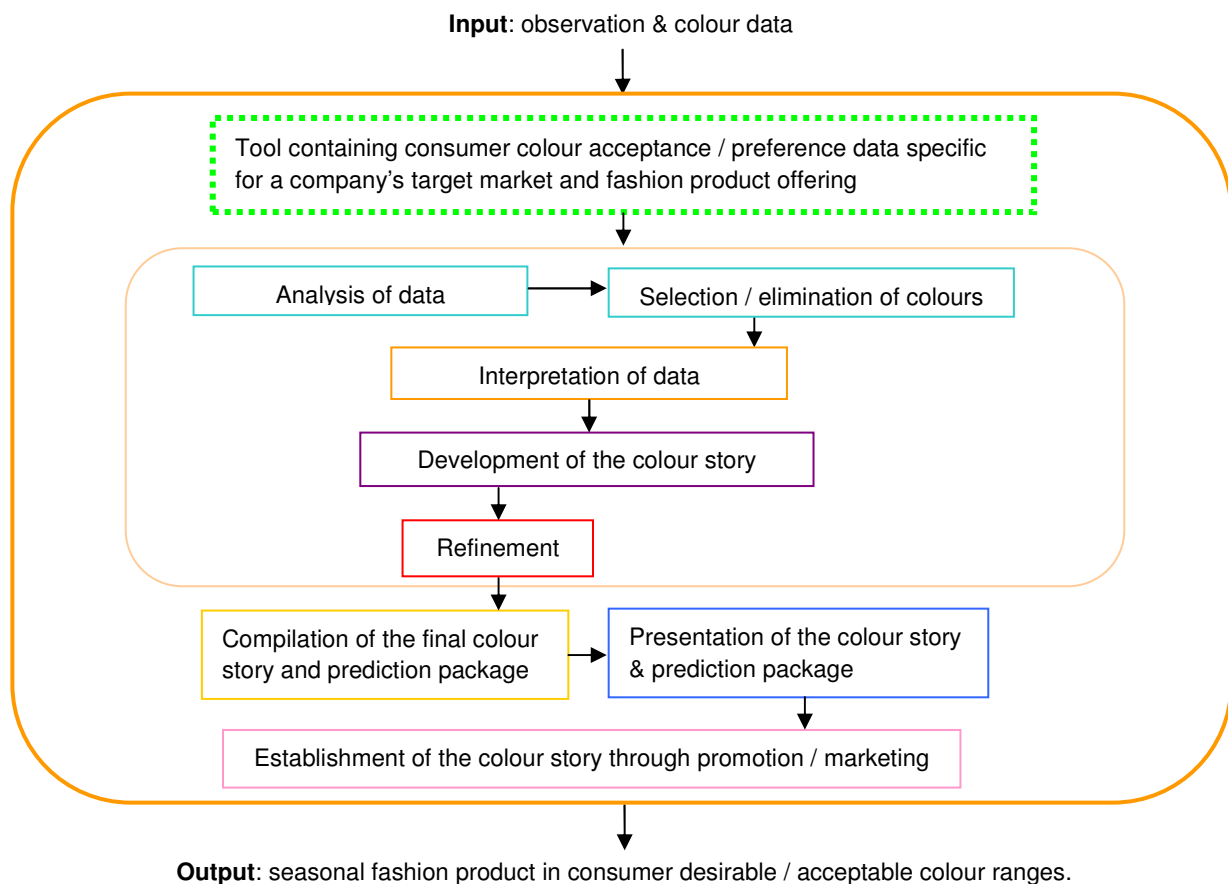 Input: observation & colour data
Tool containing consumer colour acceptance / preference data specific
for a company's target market and fashion product offering
Analysis of data
Selection / elimination of colours
Interpretation of data
Development of the colour story
Refinement
Compilation of the final colour
story and prediction package
Presentation of the colour story
& prediction package
Establishment of the colour story through promotion / marketing
Output: seasonal fashion product in consumer desirable / acceptable colour ranges.